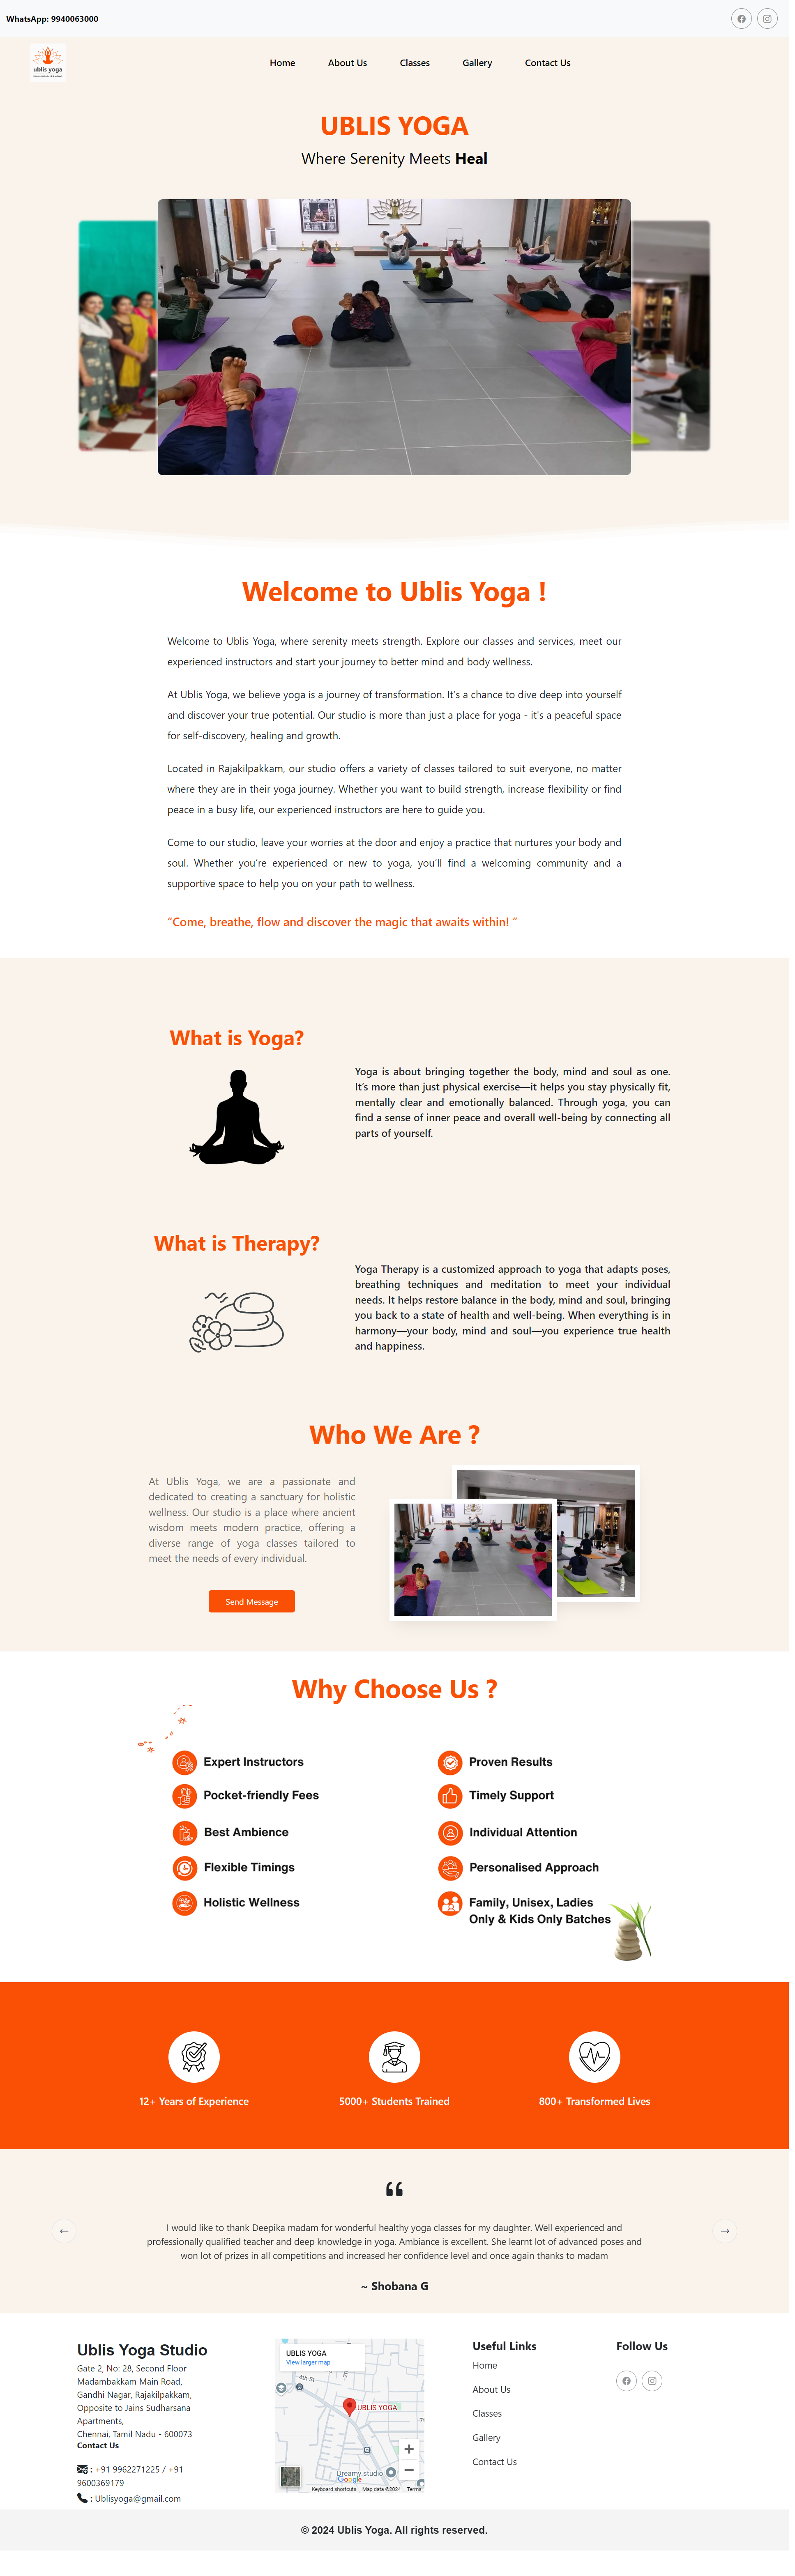 WhatsApp: 9940063000
ublis yoga
Home
About Us
Classes
Gallery
Contact Us
UBLIS YOGA
Where Serenity Meets Heal
Welcome to Ublis Yoga !
Welcome to Ublis Yoga, where serenity meets strength. Explore our classes and services, meet our
experienced instructors and start your journey to better mind and body wellness.
At Ublis Yoga, we believe yoga is a journey of transformation. It's a chance to dive deep into yourself
and discover your true potential. Our studio is more than just a place for yoga - it's a peaceful space
for self-discovery, healing and growth.
Located in Rajakilpakkam, our studio offers a variety of classes tailored to suit everyone, no matter
where they are in their yoga journey. Whether you want to build strength, increase flexibility or find
peace in a busy life, our experienced instructors are here to guide you.
Come to our studio, leave your worries at the door and enjoy a practice that nurtures your body and
soul. Whether you're experienced or new to yoga, you'll find a welcoming community and a
supportive space to help you on your path to wellness.
"Come, breathe, flow and discover the magic that awaits within! "
What is Yoga?
Yoga is about bringing together the body, mind and soul as one.
It's more than just physical exercise—it helps you stay physically fit,
mentally clear and emotionally balanced. Through yoga, you can
find a sense of inner peace and overall well-being by connecting all
parts of yourself.
What is Therapy?
Yoga Therapy is a customized approach to yoga that adapts poses,
breathing techniques and meditation to meet your individual
needs. It helps restore balance in the body, mind and soul, bringing
you back to a state of health and well-being. When everything is in
harmony—your body, mind and soul—you experience true health
and happiness.
Who We Are ?
At Ublis Yoga, we are a passionate and
dedicated to creating a sanctuary for holistic
wellness. Our studio is a place where ancient
wisdom meets modern practice, offering a
diverse range of yoga classes tailored to
meet the needs of every individual.
Send Message
Why Choose Us ?
Expert Instructors
Proven Results
Pocket-friendly Fees
Timely Support
Best Ambience
Individual Attention
Flexible Timings
Personalised Approach
Holistic Wellness
Family, Unisex, Ladies
Only & Kids Only Batches
12+ Years of Experience
5000+ Students Trained
800+ Transformed Lives
“
←
→
I would like to thank Deepika madam for wonderful healthy yoga classes for my daughter. Well experienced and
professionally qualified teacher and deep knowledge in yoga. Ambiance is excellent. She learnt lot of advanced poses and
won lot of prizes in all competitions and increased her confidence level and once again thanks to madam
~ Shobana G
Ublis Yoga Studio
Gate 2, No: 28, Second Floor
Madambakkam Main Road,
Gandhi Nagar, Rajakilpakkam,
Opposite to Jains Sudharsana
Apartments,
Chennai, Tamil Nadu - 600073
Contact Us
: +91 9962271225 / +91
9600369179
: Ublisyoga@gmail.com
UBLIS YOGA
View larger map
4th St
UBLIS YOGA
Dreamy studio
Google
Keyboard shortcuts
Map data ©2024
Terms
Useful Links
Home
About Us
Classes
Gallery
Contact Us
Follow Us
© 2024 Ublis Yoga. All rights reserved.